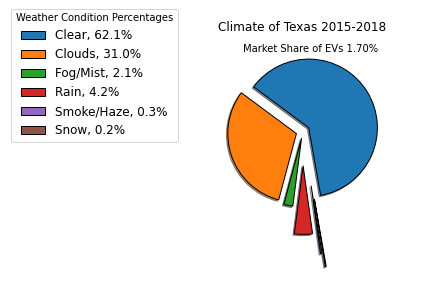 Weather Condition Percentages
Clear, 62.1%
Clouds, 31.0%
Fog/Mist, 2.1%
Rain, 4.2%
Smoke/Haze, 0.3%
Snow, 0.2%
Climate of Texas 2015-2018
Market Share of EVs 1.70%